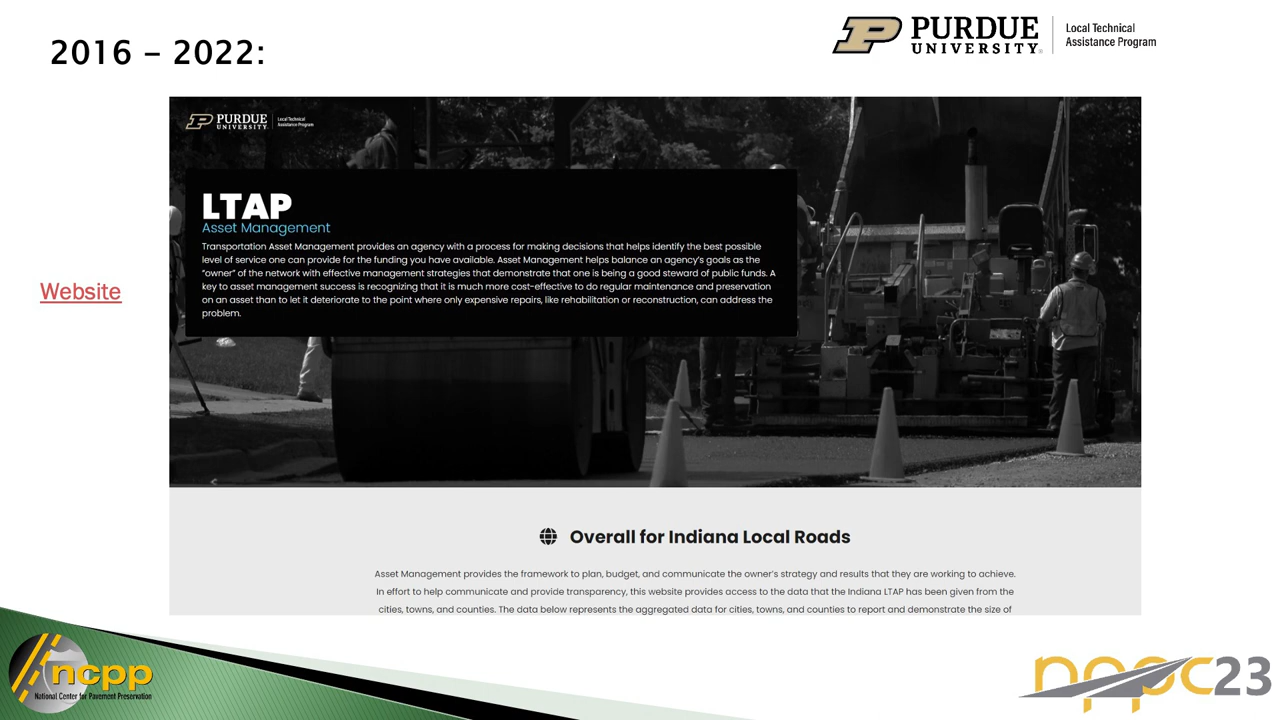 2016 – 2022:
PURDUE
UNIVERSITY®
Local Technical
Assistance Program
PURDUE
UNIVERSITY
Local Technical
Assistance Program
LTAP
Asset Management
Transportation Asset Management provides an agency with a process for making decisions that helps identify the best possible
level of service one can provide for the funding you have available. Asset Management helps balance an agency's goals as the
“owner” of the network with effective management strategies that demonstrate that one is being a good steward of public funds. A
key to asset management success is recognizing that it is much more cost-effective to do regular maintenance and preservation
on an asset than to let it deteriorate to the point where only expensive repairs, like rehabilitation or reconstruction, can address the
problem.
Website
Overall for Indiana Local Roads
Asset Management provides the framework to plan, budget, and communicate the owner's strategy and results that they are working to achieve.
In effort to help communicate and provide transparency, this website provides access to the data that the Indiana LTAP has been given from the
cities, towns, and counties. The data below represents the aggregated data for cities, towns, and counties to report and demonstrate the size of
ncpp
National Center for Pavement Preservation
nppc23